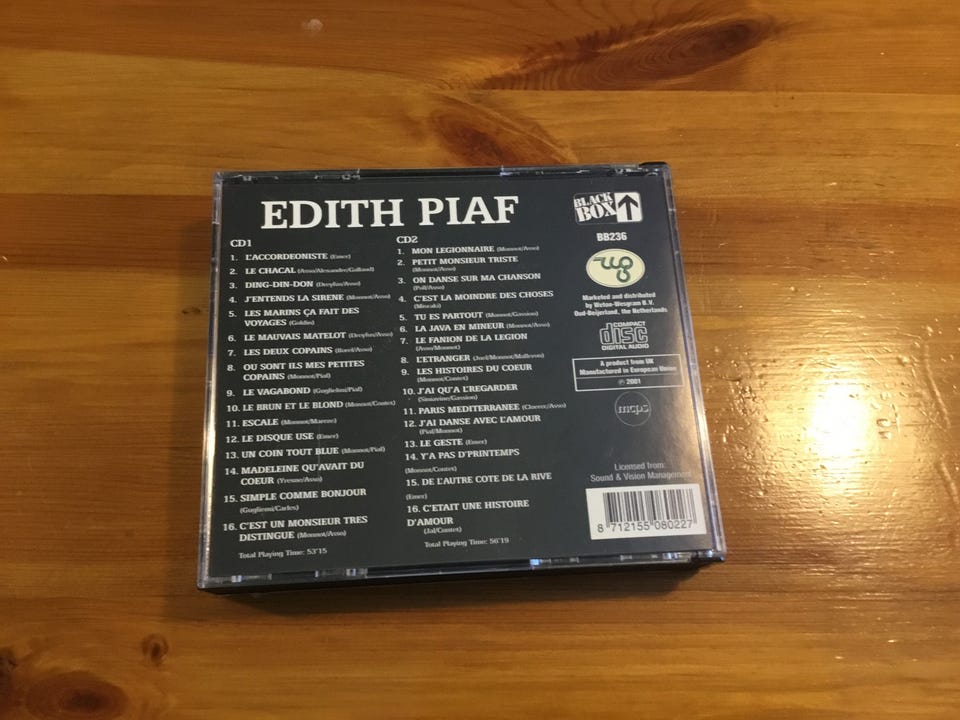 EDITH PIAF
CD1
1. L'ACCORDEONISTE (Emer)
2. LE CHACAL (Asso/Alexandre/Galland)
3. DING-DIN-DON (Dreyfus/Asso)
4. J'ENTENDS LA SIRENE (Monnot/Asso)
5. LES MARINS ÇA FAIT DES
VOYAGES (Goldin)
6. LE MAUVAIS MATELOT (Dreyfus/Asso)
7. LES DEUX COPAINS (Borel/Asso)
8. OU SONT ILS MES PETITES
COPAINS (Monnot/Piaf)
9. LE VAGABOND (Guglielmi/Piaf)
10. LE BRUN ET LE BLOND (Monnot/Contet)
11. ESCALE (Monnot/Mareze)
12. LE DISQUE USE (Emer)
13. UN COIN TOUT BLUE (Monnot/Piaf)
14. MADELEINE QU'AVAIT DU
COEUR (Yresne/Asso)
15. SIMPLE COMME BONJOUR
(Gugliemi/Carles)
16. C'EST UN MONSIEUR TRES
DISTINGUE (Monnot/Asso)
Total Playing Time: 53'15
CD2
1. MON LEGIONNAIRE (Monnot/Asso)
2. PETIT MONSIEUR TRISTE
(Monnot/Asso)
3. ON DANSE SUR MA CHANSON
(Poll/Asso)
4. C'EST LA MOINDRE DES CHOSES
(Misraki)
5. TU ES PARTOUT (Monnot/Gassion)
6. LA JAVA EN MINEUR (Monnot/Asso)
7. LE FANION DE LA LEGION
(Asso/Monnot)
8. L'ETRANGER (Juel/Monnot/Malleron)
9. LES HISTOIRES DU COEUR
(Monnot/Contet)
10. J'AI QU'A L'REGARDER
(Simiavine/Gassion)
11. PARIS MEDITERRANEE (Cloerec/Asso)
12. J'AI DANSE AVEC L'AMOUR
(Piaf/Monnot)
13. LE GESTE (Emer)
14. Y'A PAS D'PRINTEMPS
(Monnot/Contet)
15. DE L'AUTRE COTE DE LA RIVE
(Emer)
16. C'ETAIT UNE HISTOIRE
D'AMOUR
(Jal/Contet)
Total Playing Time: 56'19
BLACK
BOX
BB236
wg
Marketed and distributed
by Weton-Wesgram B.V.
Oud-Beijerland, the Netherlands
COMPACT
disc
DIGITAL AUDIO
A product from UK
Manufactured in European Union
℗ 2001
mcps
Licensed from:
Sound & Vision Management
8 712155 080227